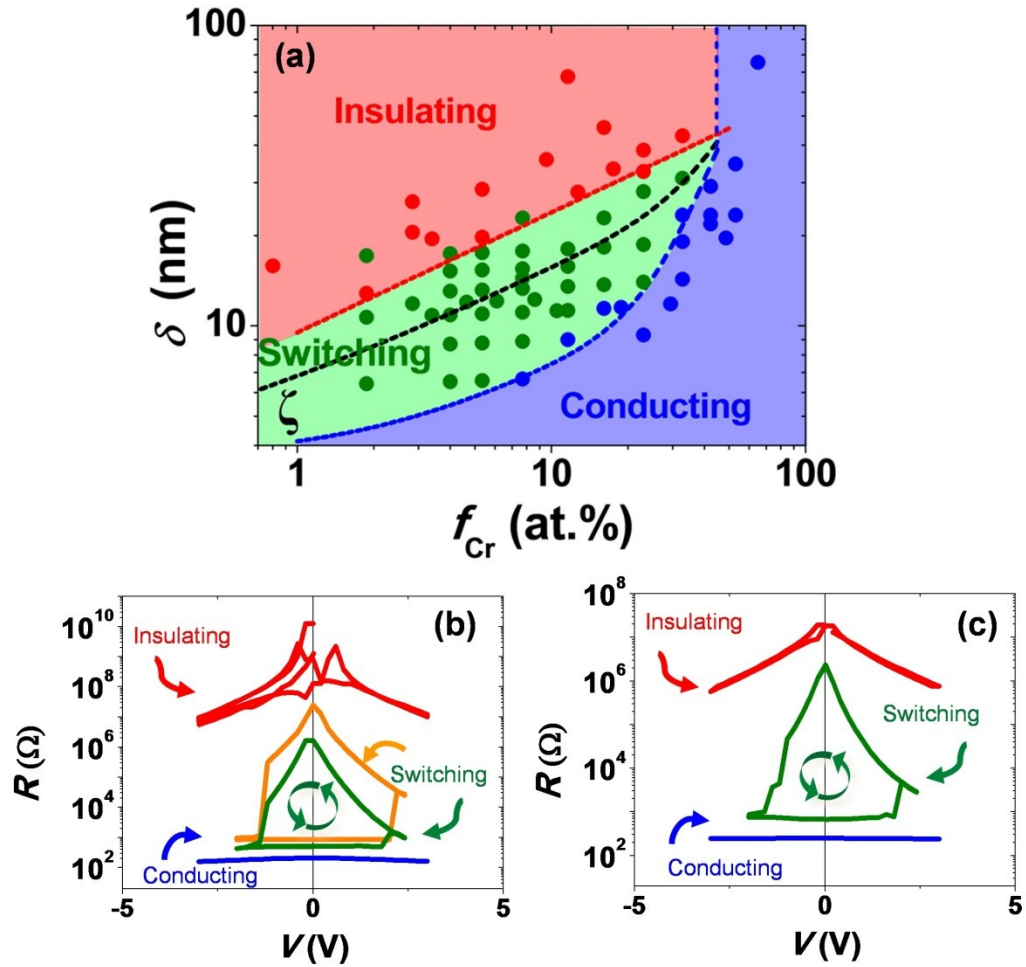 100
(a)
Insulating
δ (nm)
10
Switching
ζ
Conducting
1
10
100
f_Cr (at.%)
(b)
10^10
Insulating
10^8
10^6
R (Ω)
Switching
10^4
10^2
Conducting
-5
0
5
V (V)
(c)
10^8
Insulating
10^6
Switching
R (Ω)
10^4
10^2
Conducting
-5
0
5
V (V)